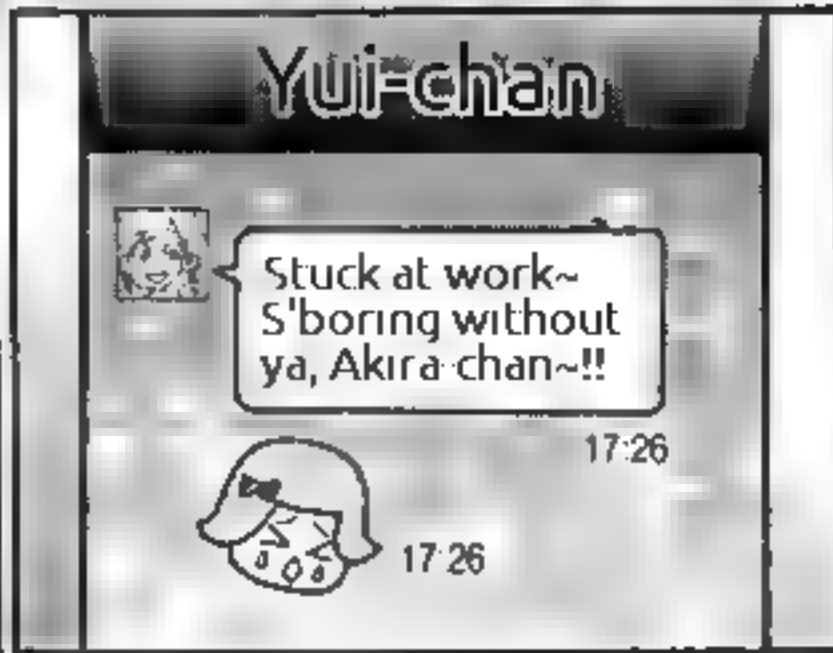 Yui-chan
Stuck at work~
S'boring without
ya, Akira-chan~!!
17:26
17:26